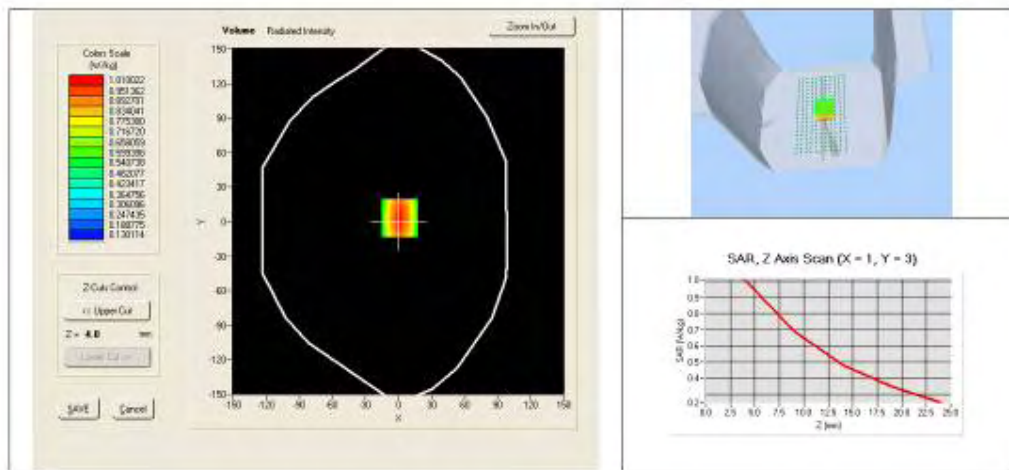 Volume Radiated Intensity
Zoom In/Out
Colors Scale
(W/kg)
1.010022
0.951362
0.892701
0.834041
0.775380
0.716720
0.658059
0.599398
0.540738
0.482077
0.423417
0.364756
0.306096
0.247435
0.188775
0.130114
Z-Cuts Control
<< Upper Cut
Z = 4.0 mm
SAVE
Cancel
150
120
90
60
30
0
-30
-60
-90
-120
-150
Y
-150 -120 -90 -60 -30 0 30 60 90 120 150
X
SAR, Z Axis Scan (X = 1, Y = 3)
SAR (W/kg)
1.0
0.9
0.8
0.7
0.6
0.5
0.4
0.2
0.0 2.5 5.0 7.5 10.0 12.5 15.0 17.5 20.0 22.5 25.0
Z (mm)